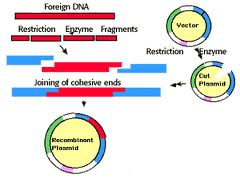 Foreign DNA
Restriction Enzyme Fragments
Vector
Restriction Enzyme
Cut Plasmid
Joining of cohesive ends
Recombinant
Plasmid